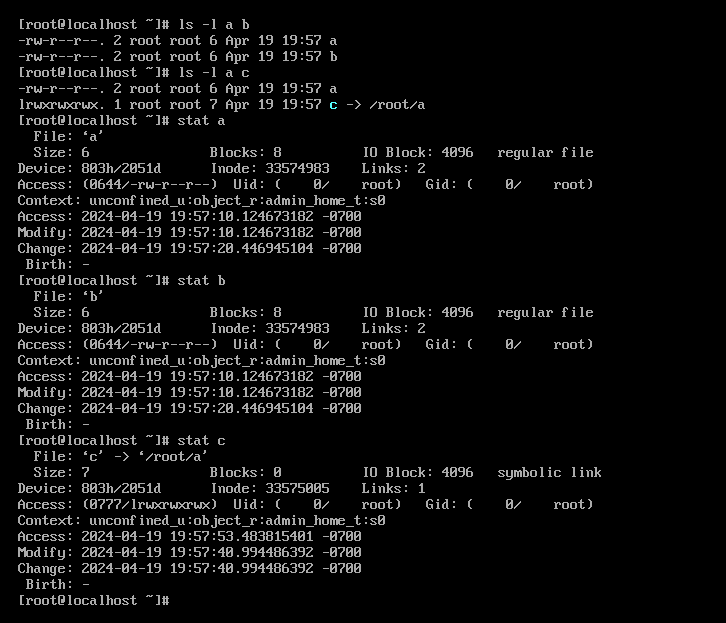 [root@localhost ~]# ls -l a b
-rw-r--r--. 2 root root 6 Apr 19 19:57 a
-rw-r--r--. 2 root root 6 Apr 19 19:57 b
[root@localhost ~]# ls -l a c
-rw-r--r--. 2 root root 6 Apr 19 19:57 a
lrwxrwxrwx. 1 root root 7 Apr 19 19:57 c -> /root/a
[root@localhost ~]# stat a
  File: ‘a’
  Size: 6               Blocks: 8          IO Block: 4096   regular file
Device: 803h/2051d      Inode: 33574983    Links: 2
Access: (0644/-rw-r--r--)  Uid: (    0/    root)   Gid: (    0/    root)
Context: unconfined_u:object_r:admin_home_t:s0
Access: 2024-04-19 19:57:10.124673182 -0700
Modify: 2024-04-19 19:57:10.124673182 -0700
Change: 2024-04-19 19:57:20.446945104 -0700
 Birth: -
[root@localhost ~]# stat b
  File: ‘b’
  Size: 6               Blocks: 8          IO Block: 4096   regular file
Device: 803h/2051d      Inode: 33574983    Links: 2
Access: (0644/-rw-r--r--)  Uid: (    0/    root)   Gid: (    0/    root)
Context: unconfined_u:object_r:admin_home_t:s0
Access: 2024-04-19 19:57:10.124673182 -0700
Modify: 2024-04-19 19:57:10.124673182 -0700
Change: 2024-04-19 19:57:20.446945104 -0700
 Birth: -
[root@localhost ~]# stat c
  File: ‘c’ -> ‘/root/a’
  Size: 7               Blocks: 0          IO Block: 4096   symbolic link
Device: 803h/2051d      Inode: 33575005    Links: 1
Access: (0777/lrwxrwxrwx)  Uid: (    0/    root)   Gid: (    0/    root)
Context: unconfined_u:object_r:admin_home_t:s0
Access: 2024-04-19 19:57:53.483815401 -0700
Modify: 2024-04-19 19:57:40.994486392 -0700
Change: 2024-04-19 19:57:40.994486392 -0700
 Birth: -
[root@localhost ~]#